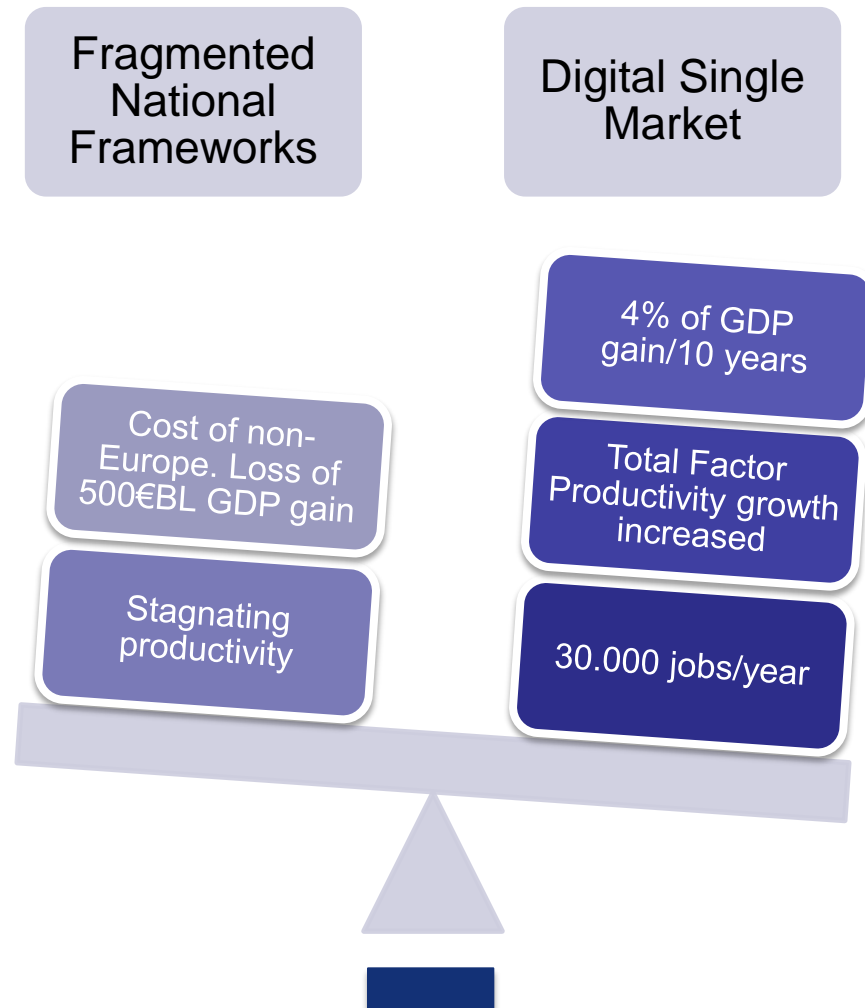 Fragmented
National
Frameworks
Digital Single
Market
Cost of non-
Europe. Loss of
500€BL GDP gain
Stagnating
productivity
4% of GDP
gain/10 years
Total Factor
Productivity growth
increased
30.000 jobs/year